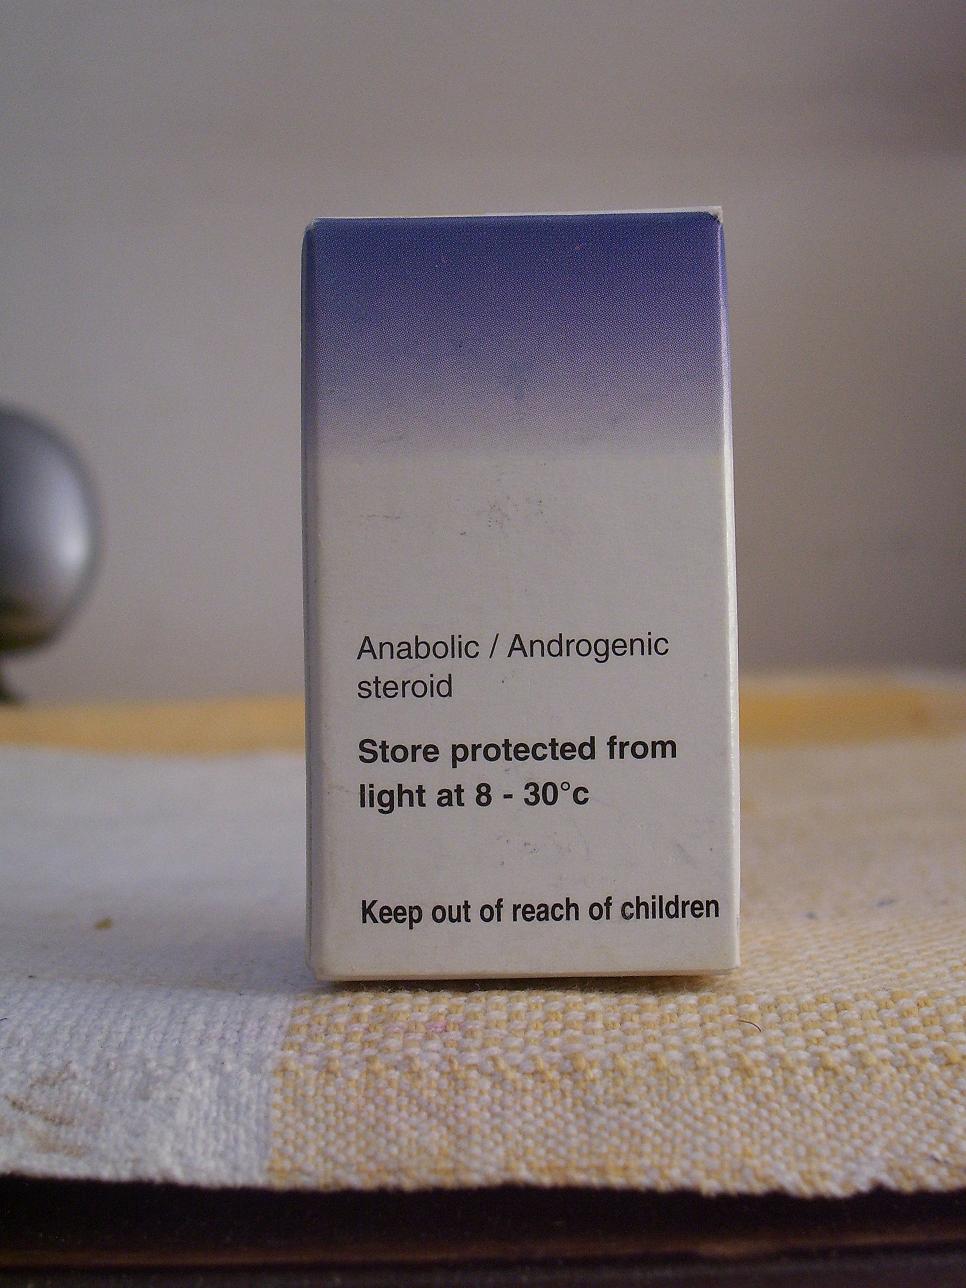 Anabolic / Androgenic
steroid
Store protected from
light at 8 - 30°c
Keep out of reach of children